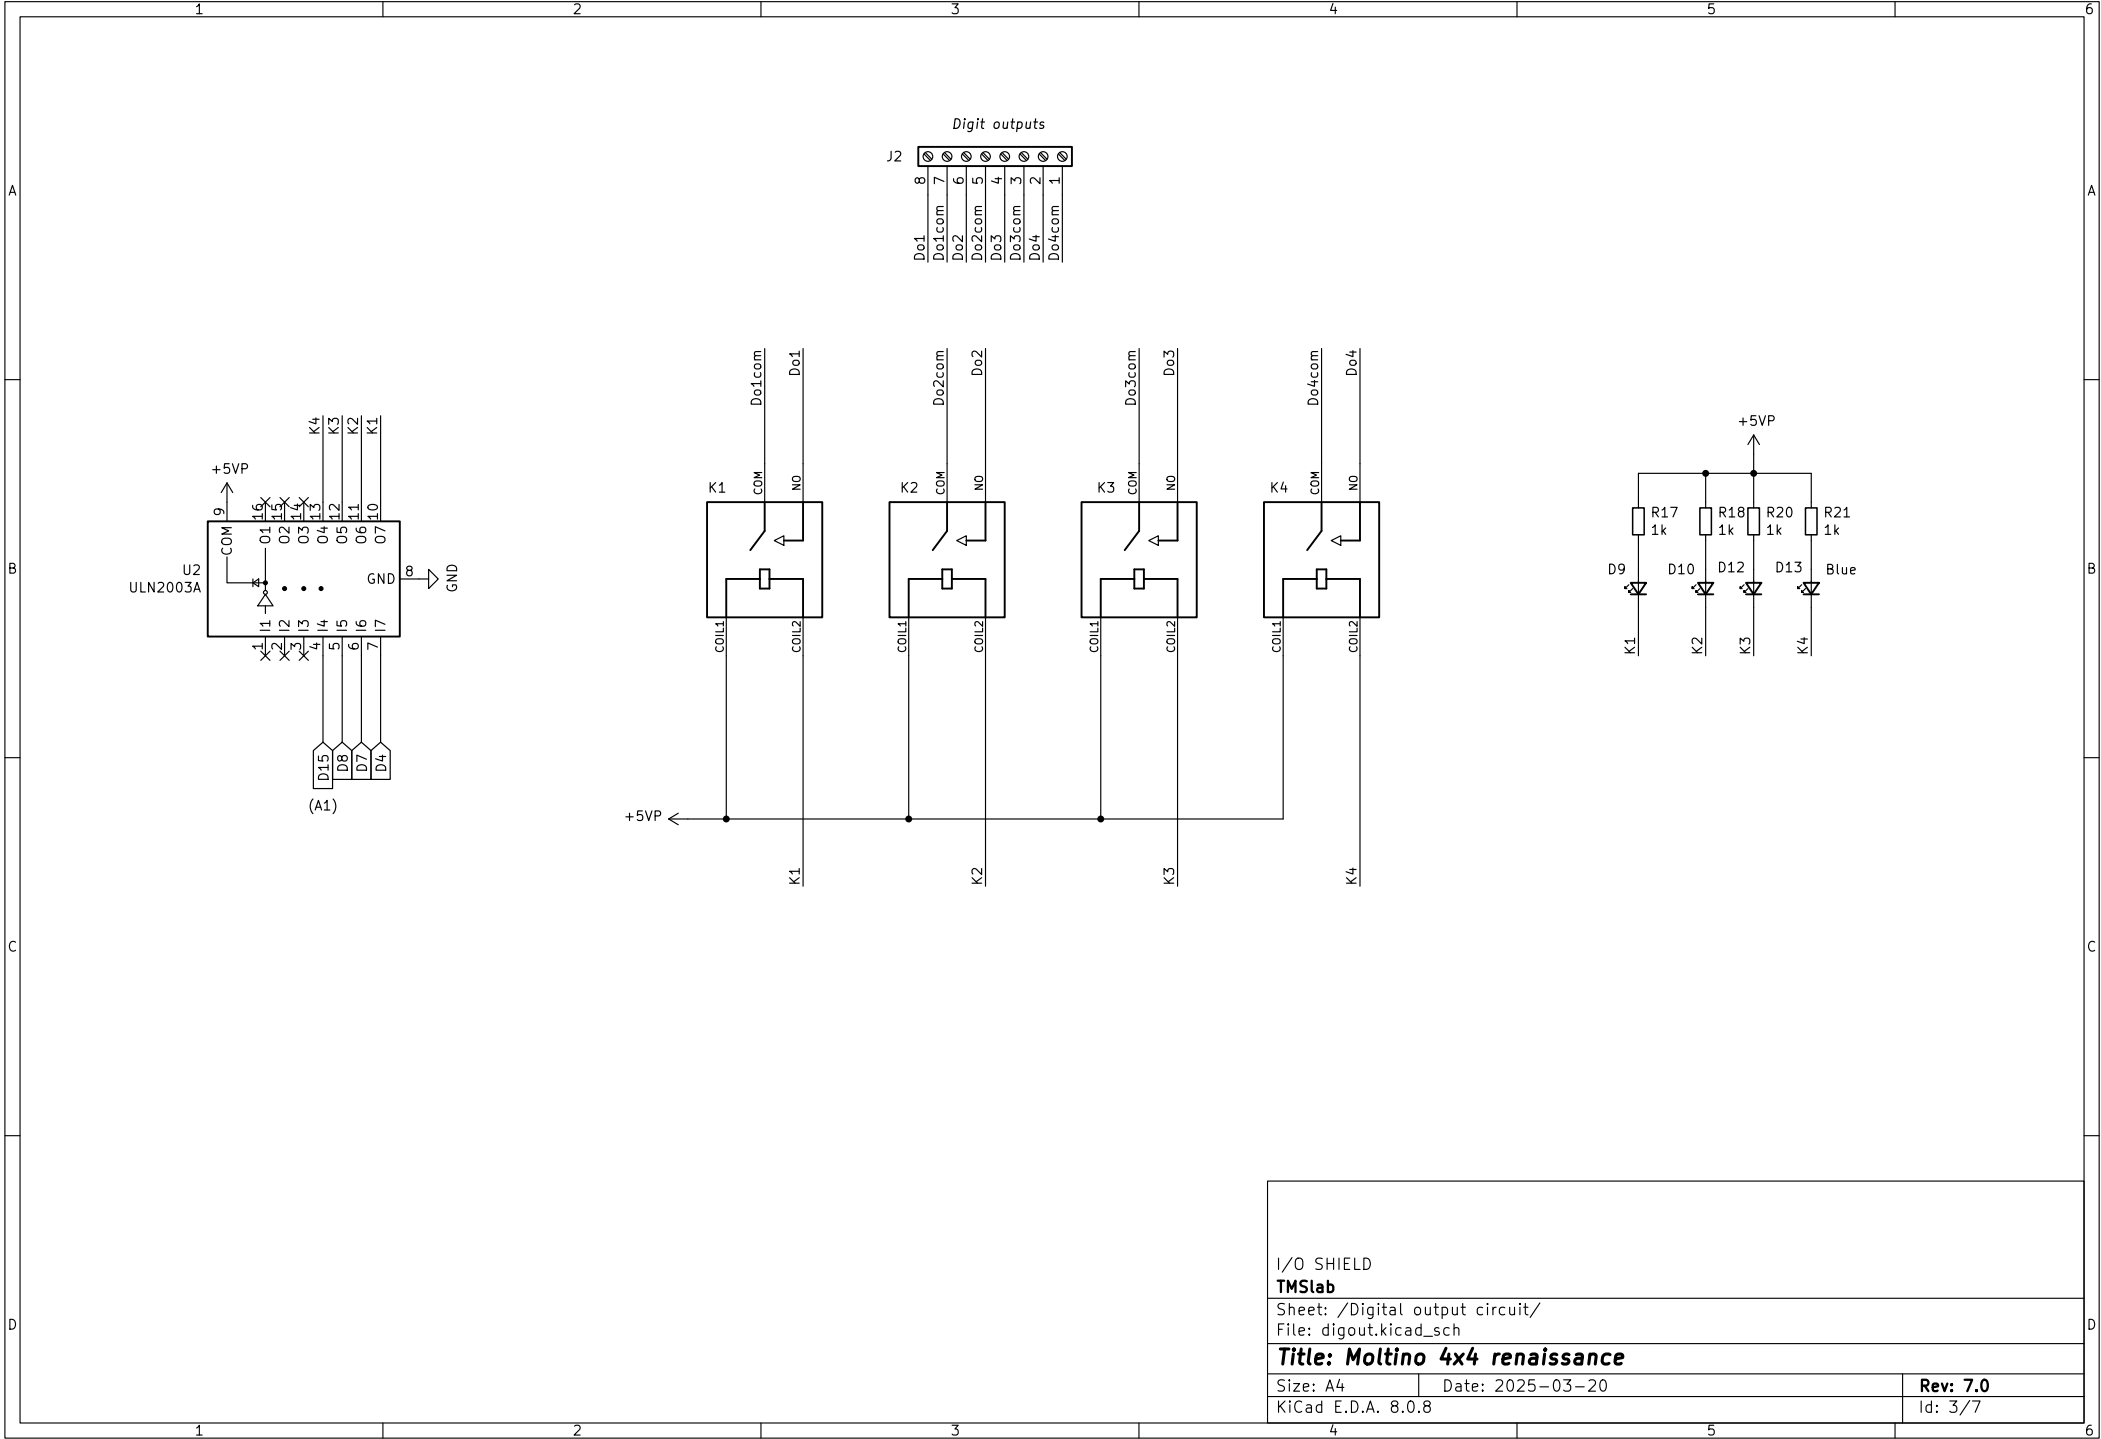 1 2 3 4 5 6
Digit outputs
J2
8 7 6 5 4 3 2 1
A A
Do1 Do1com Do2 Do2com Do3 Do3com Do4 Do4com
Do1com Do1 Do2com Do2 Do3com Do3 Do4com Do4
K4 K3 K2 K1
+5VP
+5VP
K1 COM NO K2 COM NO K3 COM NO K4 COM NO
9 16 15 14 13 12 11 10
COM O1 O2 O3 O4 O5 O6 O7
R17 R18 R20 R21
1k 1k 1k 1k
B B
U2
ULN2003A
GND 8 GND
D9 D10 D12 D13 Blue
I1 I2 I3 I4 I5 I6 I7
1 2 3 4 5 6 7
COIL1 COIL2 COIL1 COIL2 COIL1 COIL2 COIL1 COIL2
K1 K2 K3 K4
D15 D8 D7 D4
(A1)
+5VP
K1 K2 K3 K4
C C
I/O SHIELD
TMSlab
Sheet: /Digital output circuit/
File: digout.kicad_sch
D D
Title: Moltino 4x4 renaissance
Size: A4 Date: 2025-03-20 Rev: 7.0
KiCad E.D.A. 8.0.8 Id: 3/7
1 2 3 4 5 6